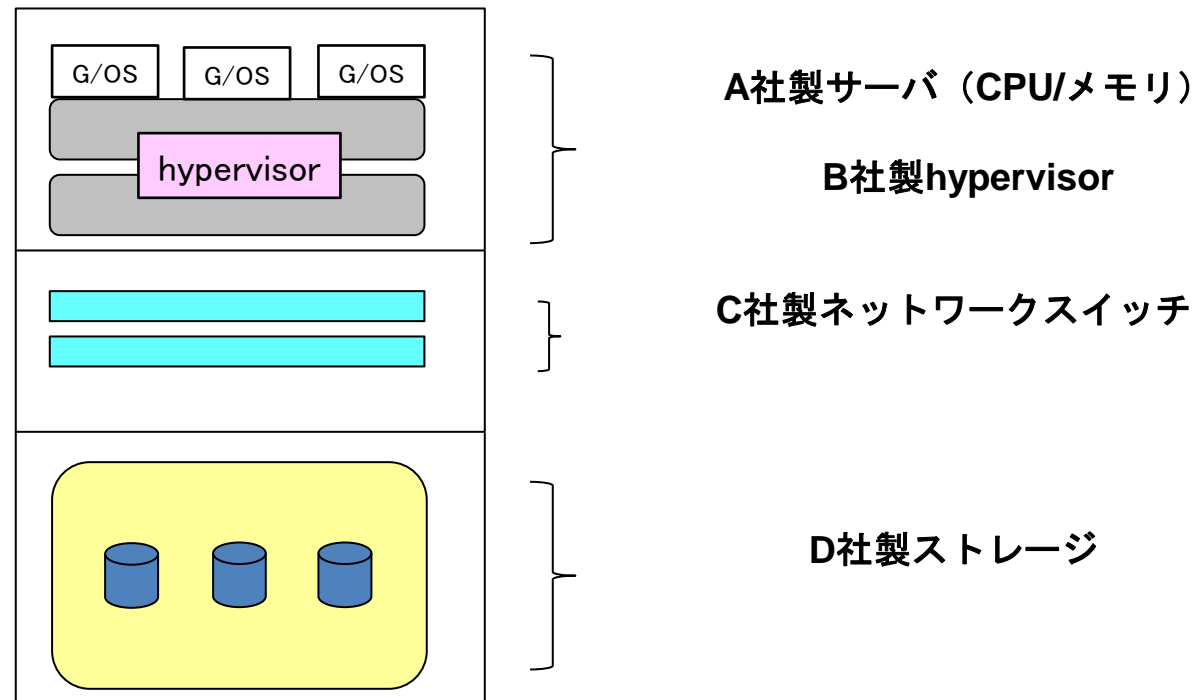 G/OS G/OS G/OS
hypervisor
A社製サーバ（CPU/メモリ）
B社製hypervisor
C社製ネットワークスイッチ
D社製ストレージ